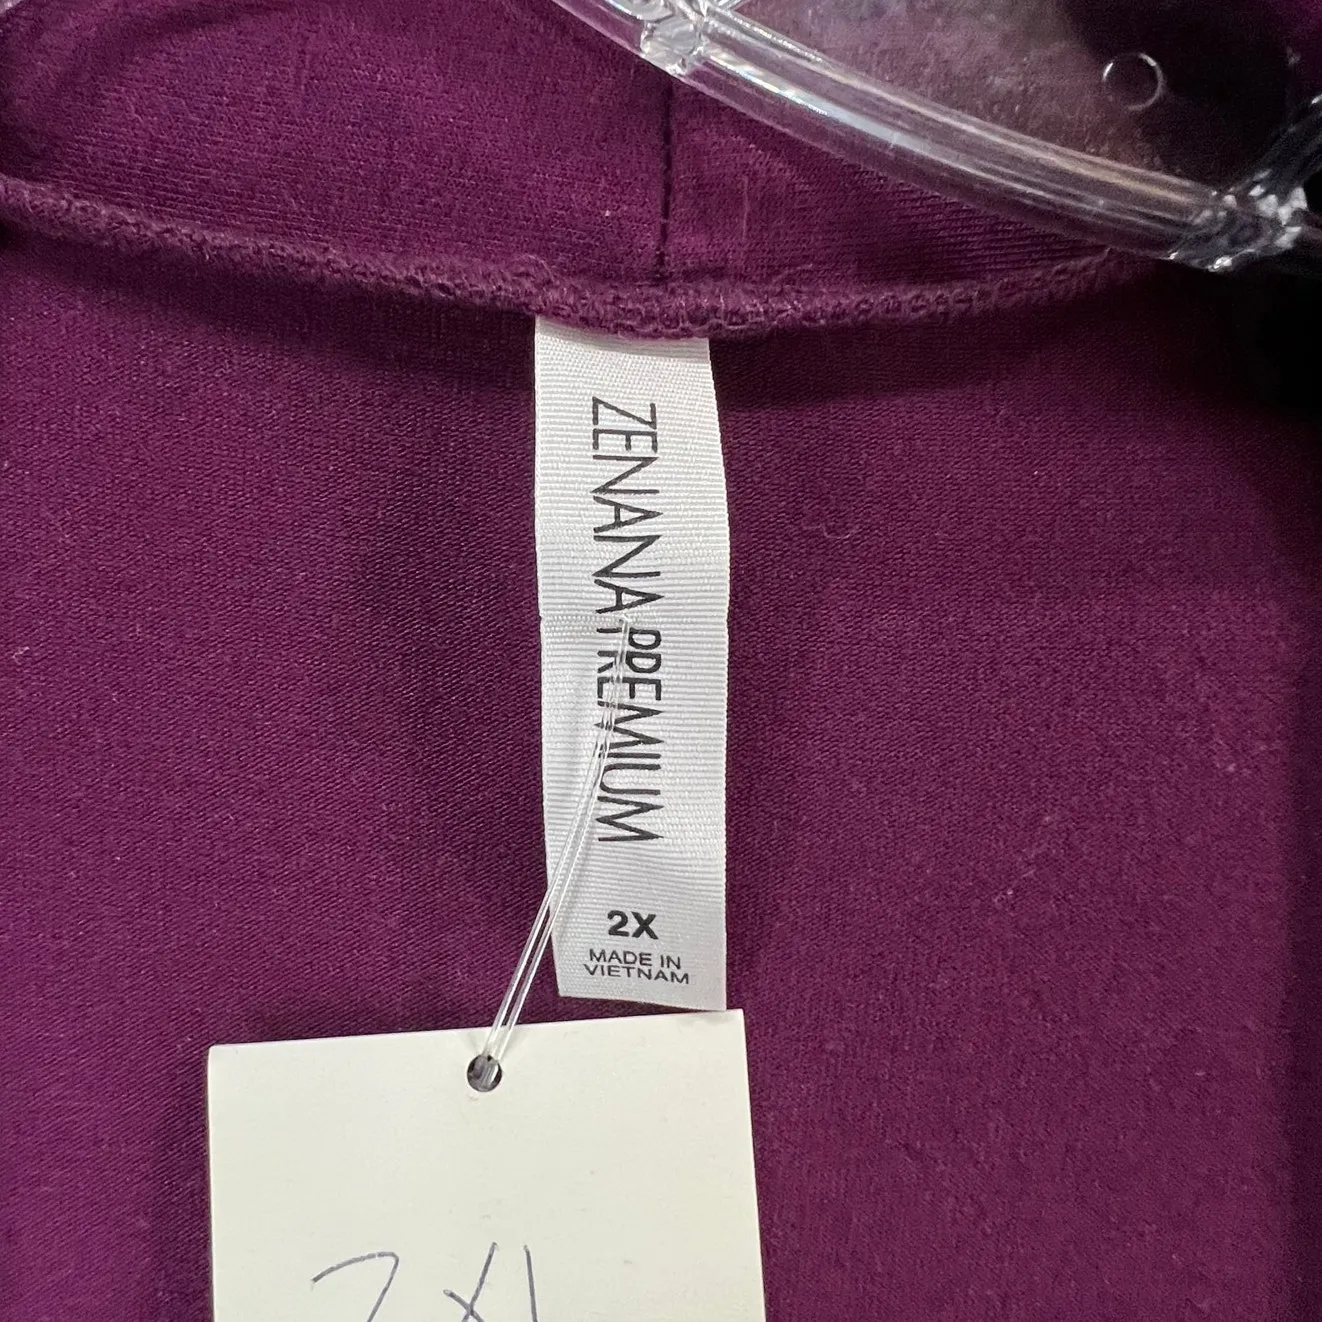 ZENANA PREMIUM
2X
MADE IN
VIETNAM
2XL